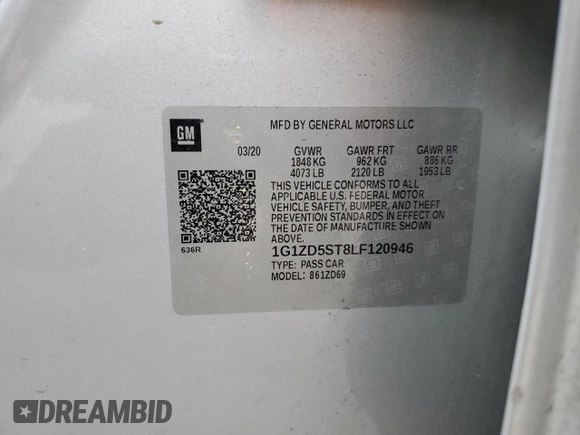 GM
MFD BY GENERAL MOTORS LLC
03/20 GVWR GAWR FRT GAWR RR
1848 KG 962 KG 886 KG
4073 LB 2120 LB 1953 LB
THIS VEHICLE CONFORMS TO ALL
APPLICABLE U.S. FEDERAL MOTOR
VEHICLE SAFETY, BUMPER, AND THEFT
PREVENTION STANDARDS IN EFFECT ON
THE DATE OF MANUFACTURE SHOWN
ABOVE.
636R
1G1ZD5ST8LF120946
TYPE: PASS CAR
MODEL: 861ZD69
DREAMBID